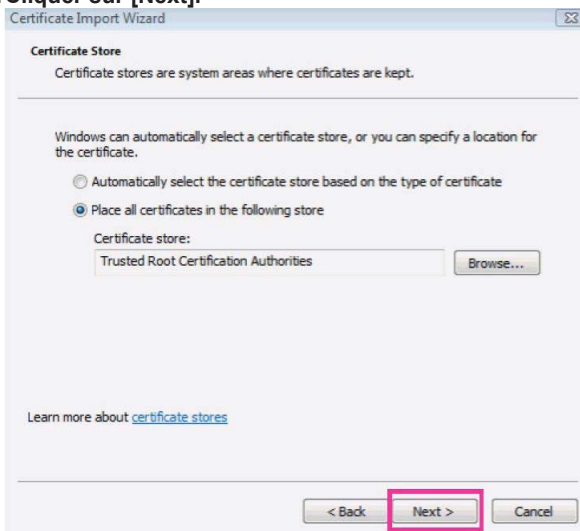 Cliquer sur [Next].
Certificate Import Wizard
Certificate Store
Certificate stores are system areas where certificates are kept.
Windows can automatically select a certificate store, or you can specify a location for
the certificate.
Automatically select the certificate store based on the type of certificate
Place all certificates in the following store
Certificate store:
Trusted Root Certification Authorities
Browse...
Learn more about certificate stores
< Back Next > Cancel